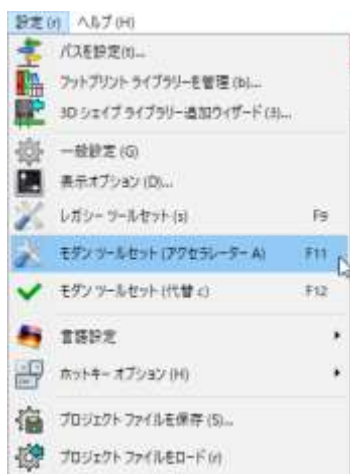 設定(r) ヘルプ(H)
パスを設定(t)...
フットプリント ライブラリーを管理 (b)...
3D シェイプ ライブラリー追加ウィザード (3)...
一般設定 (G)
表示オプション (D)...
レガシー ツールセット (s) F9
モダン ツールセット (アクセラレーター A) F11
モダン ツールセット (代替 c) F12
言語設定
ホットキー オプション (H)
プロジェクト ファイルを保存 (S)...
プロジェクト ファイルをロード (r)